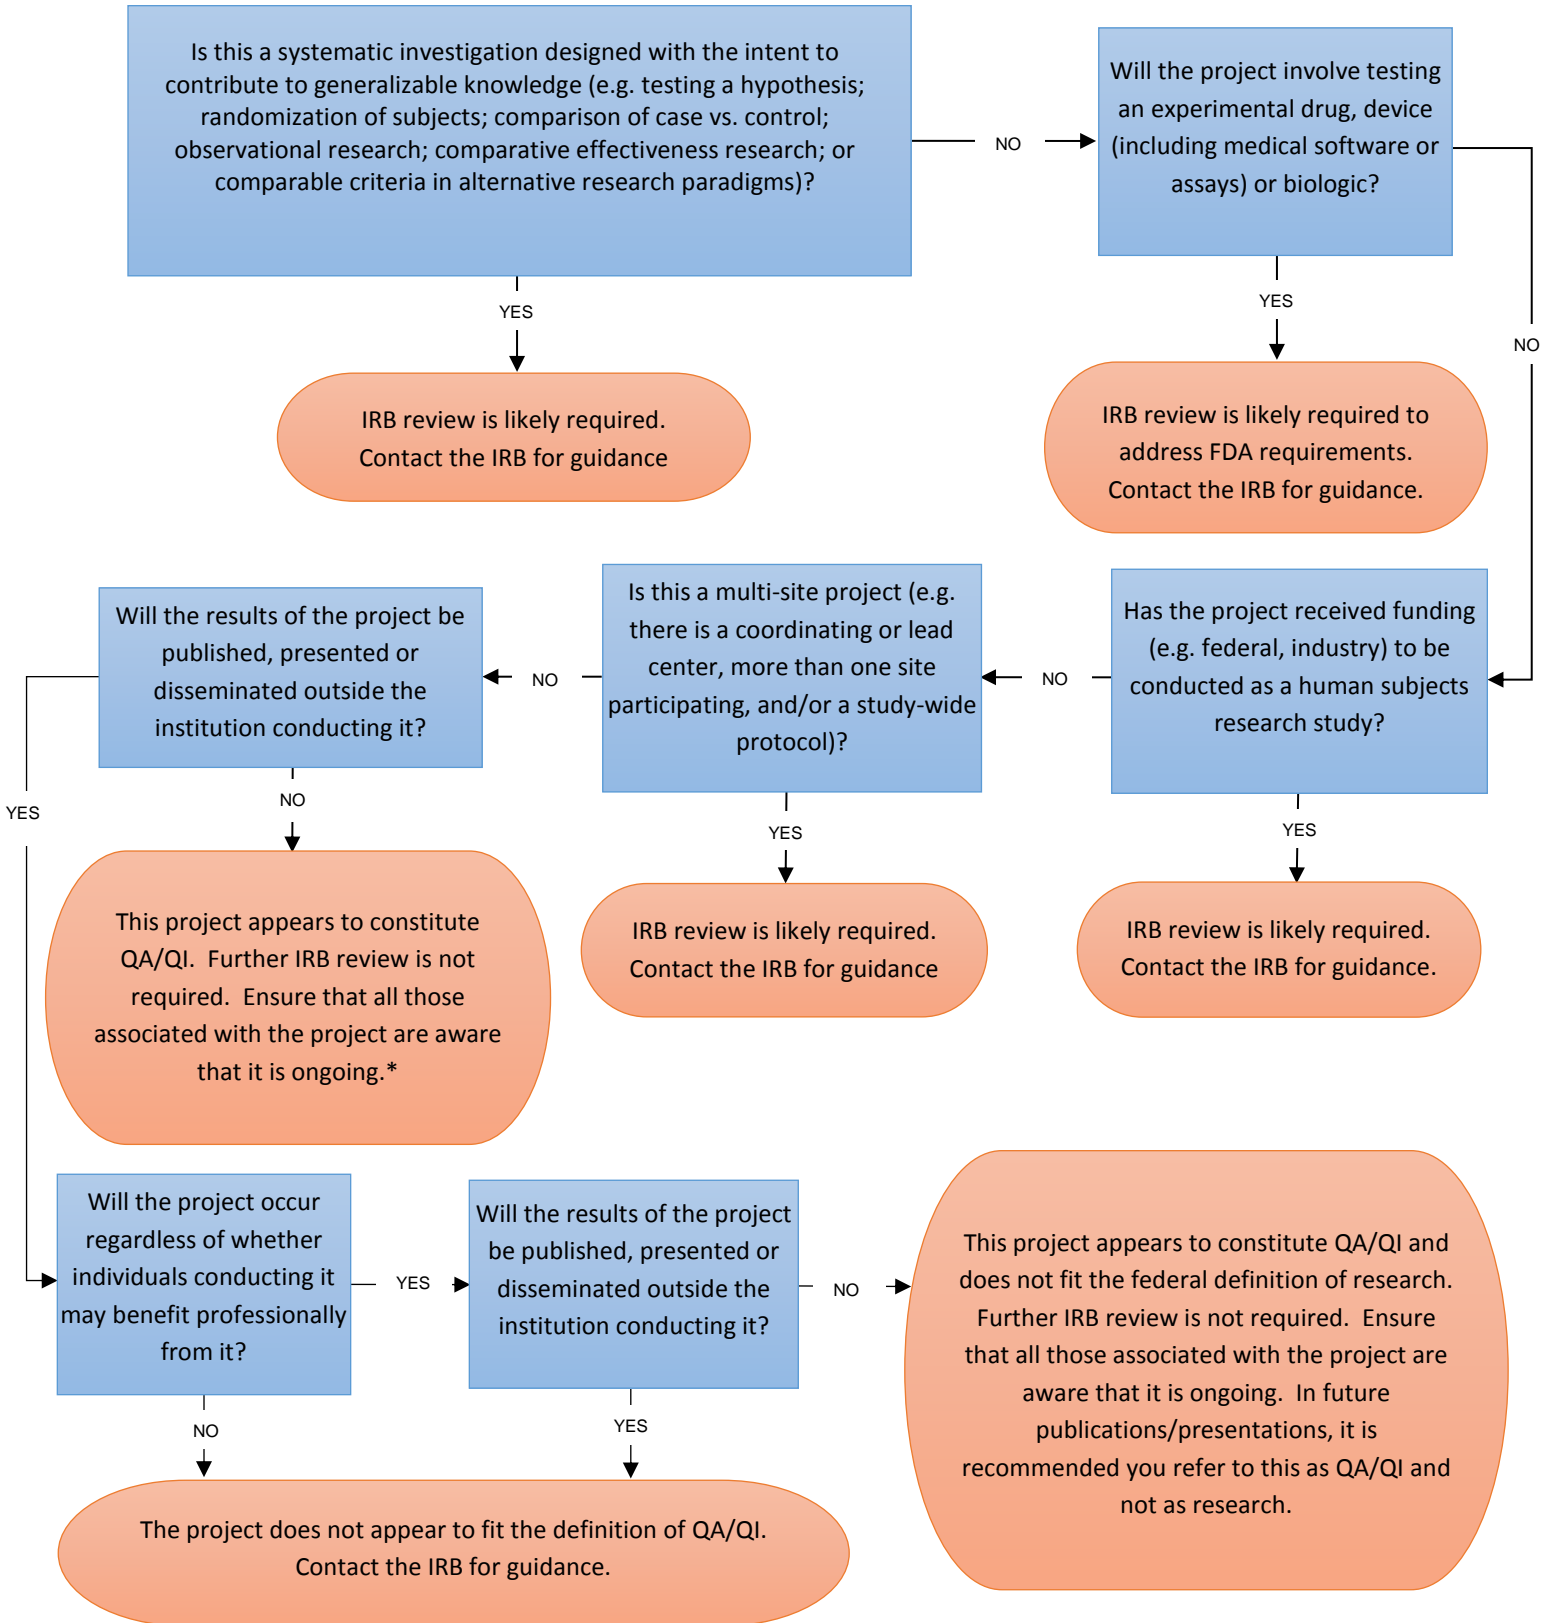 Is this a systematic investigation designed with the intent to
contribute to generalizable knowledge (e.g. testing a hypothesis;
randomization of subjects; comparison of case vs. control;
observational research; comparative effectiveness research; or
comparable criteria in alternative research paradigms)?
NO
Will the project involve testing
an experimental drug, device
(including medical software or
assays) or biologic?
YES
YES
NO
IRB review is likely required.
Contact the IRB for guidance
IRB review is likely required to
address FDA requirements.
Contact the IRB for guidance.
Has the project received funding
(e.g. federal, industry) to be
conducted as a human subjects
research study?
NO
Is this a multi-site project (e.g.
there is a coordinating or lead
center, more than one site
participating, and/or a study-wide
protocol)?
NO
Will the results of the project be
published, presented or
disseminated outside the
institution conducting it?
YES
NO
YES
YES
This project appears to constitute
QA/QI.  Further IRB review is not
required.  Ensure that all those
associated with the project are aware
that it is ongoing.*
IRB review is likely required.
Contact the IRB for guidance
IRB review is likely required.
Contact the IRB for guidance.
Will the project occur
regardless of whether
individuals conducting it
may benefit professionally
from it?
YES
Will the results of the project
be published, presented or
disseminated outside the
institution conducting it?
NO
This project appears to constitute QA/QI and
does not fit the federal definition of research.
Further IRB review is not required.  Ensure
that all those associated with the project are
aware that it is ongoing.  In future
publications/presentations, it is
recommended you refer to this as QA/QI and
not as research.
NO
YES
The project does not appear to fit the definition of QA/QI.
Contact the IRB for guidance.